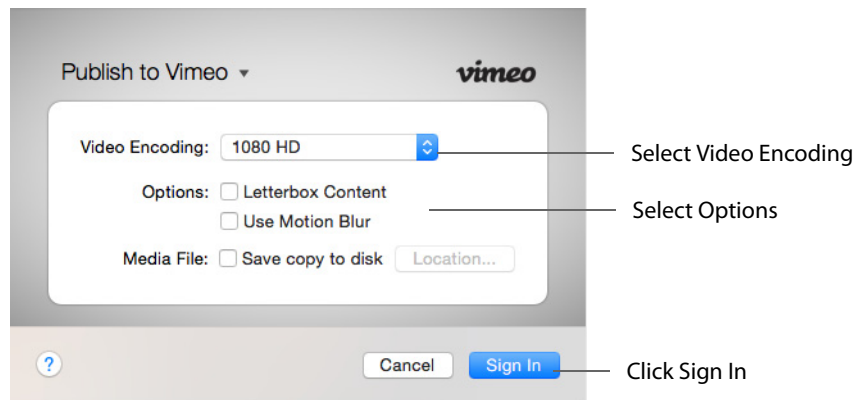 Publish to Vimeo vimeo
Video Encoding: 1080 HD Select Video Encoding
Options: Letterbox Content
Use Motion Blur Select Options
Media File: Save copy to disk Location...
? Cancel Sign In Click Sign In